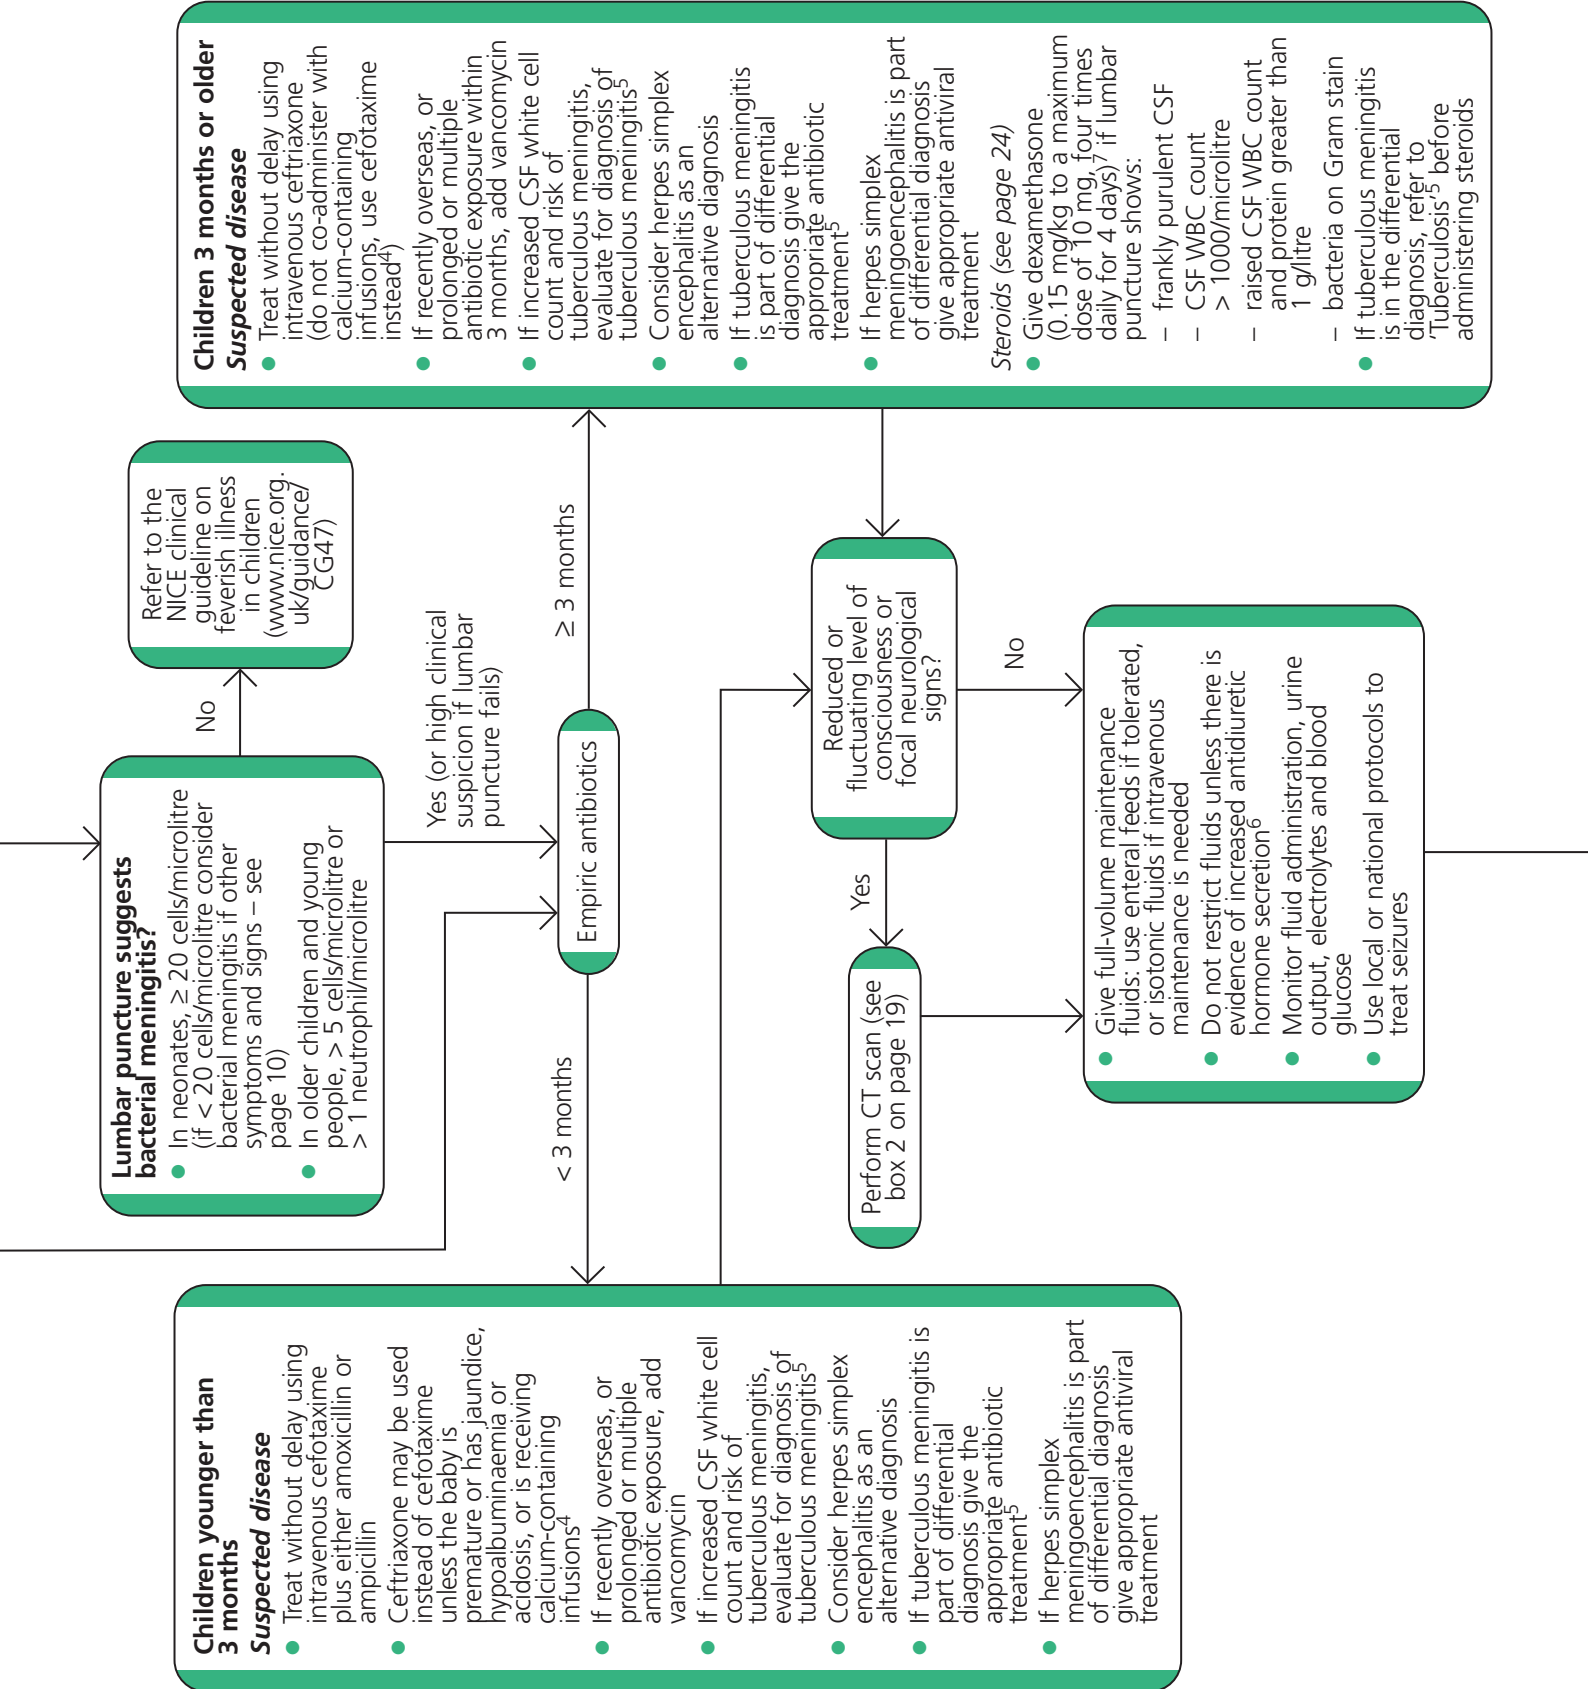 Lumbar puncture suggests
bacterial meningitis?
● In neonates, ≥ 20 cells/microlitre
(if < 20 cells/microlitre consider
bacterial meningitis if other
symptoms and signs – see
page 10)
● In older children and young
people, > 5 cells/microlitre or
> 1 neutrophil/microlitre
No
Refer to the
NICE clinical
guideline on
feverish illness
in children
(www.nice.org.
uk/guidance/
CG47)
Yes (or high clinical
suspicion if lumbar
puncture fails)
Empiric antibiotics
< 3 months
≥ 3 months
Children younger than
3 months
Suspected disease
● Treat without delay using
intravenous cefotaxime
plus either amoxicillin or
ampicillin
● Ceftriaxone may be used
instead of cefotaxime
unless the baby is
premature or has jaundice,
hypoalbuminaemia or
acidosis, or is receiving
calcium-containing
infusions⁴
● If recently overseas, or
prolonged or multiple
antibiotic exposure, add
vancomycin
● If increased CSF white cell
count and risk of
tuberculous meningitis,
evaluate for diagnosis of
tuberculous meningitis⁵
● Consider herpes simplex
encephalitis as an
alternative diagnosis
● If tuberculous meningitis is
part of differential
diagnosis give the
appropriate antibiotic
treatment⁵
● If herpes simplex
meningoencephalitis is part
of differential diagnosis
give appropriate antiviral
treatment
Children 3 months or older
Suspected disease
● Treat without delay using
intravenous ceftriaxone
(do not co-administer with
calcium-containing
infusions, use cefotaxime
instead⁴)
● If recently overseas, or
prolonged or multiple
antibiotic exposure within
3 months, add vancomycin
● If increased CSF white cell
count and risk of
tuberculous meningitis,
evaluate for diagnosis of
tuberculous meningitis⁵
● Consider herpes simplex
encephalitis as an
alternative diagnosis
● If tuberculous meningitis
is part of differential
diagnosis give the
appropriate antibiotic
treatment⁵
● If herpes simplex
meningoencephalitis is part
of differential diagnosis
give appropriate antiviral
treatment
Steroids (see page 24)
● Give dexamethasone
(0.15 mg/kg to a maximum
dose of 10 mg, four times
daily for 4 days)⁷ if lumbar
puncture shows:
– frankly purulent CSF
– CSF WBC count
> 1000/microlitre
– raised CSF WBC count
and protein greater than
1 g/litre
– bacteria on Gram stain
● If tuberculous meningitis
is in the differential
diagnosis, refer to
‘Tuberculosis’⁵ before
administering steroids
Reduced or
fluctuating level of
consciousness or
focal neurological
signs?
Yes
No
Perform CT scan (see
box 2 on page 19)
● Give full-volume maintenance
fluids: use enteral feeds if tolerated,
or isotonic fluids if intravenous
maintenance is needed
● Do not restrict fluids unless there is
evidence of increased antidiuretic
hormone secretion⁶
● Monitor fluid administration, urine
output, electrolytes and blood
glucose
● Use local or national protocols to
treat seizures